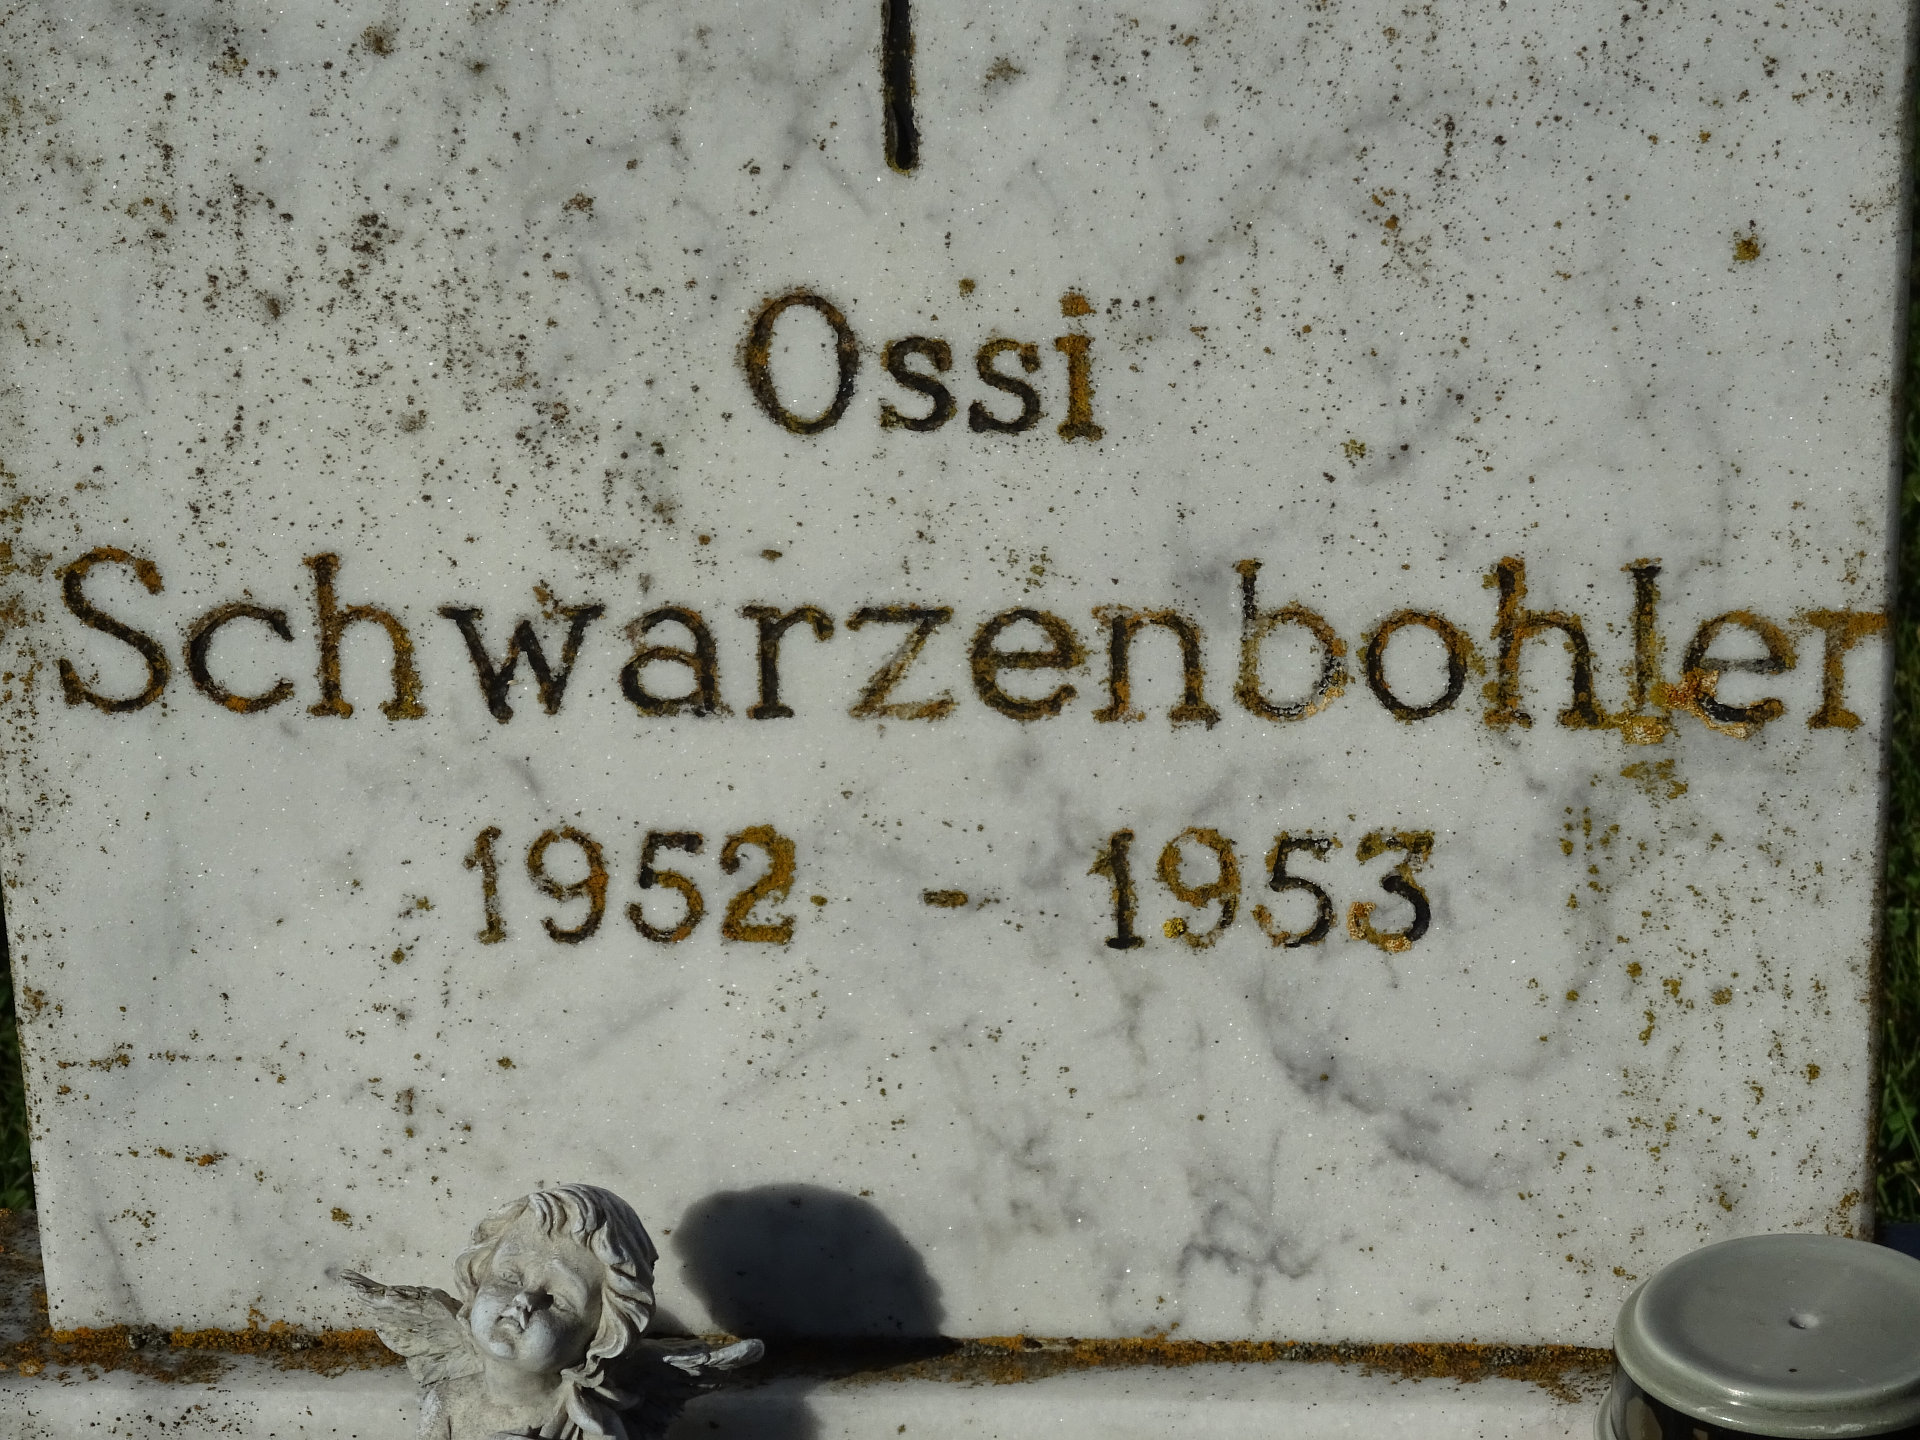 Ossi
Schwarzenbohler
1952 - 1953